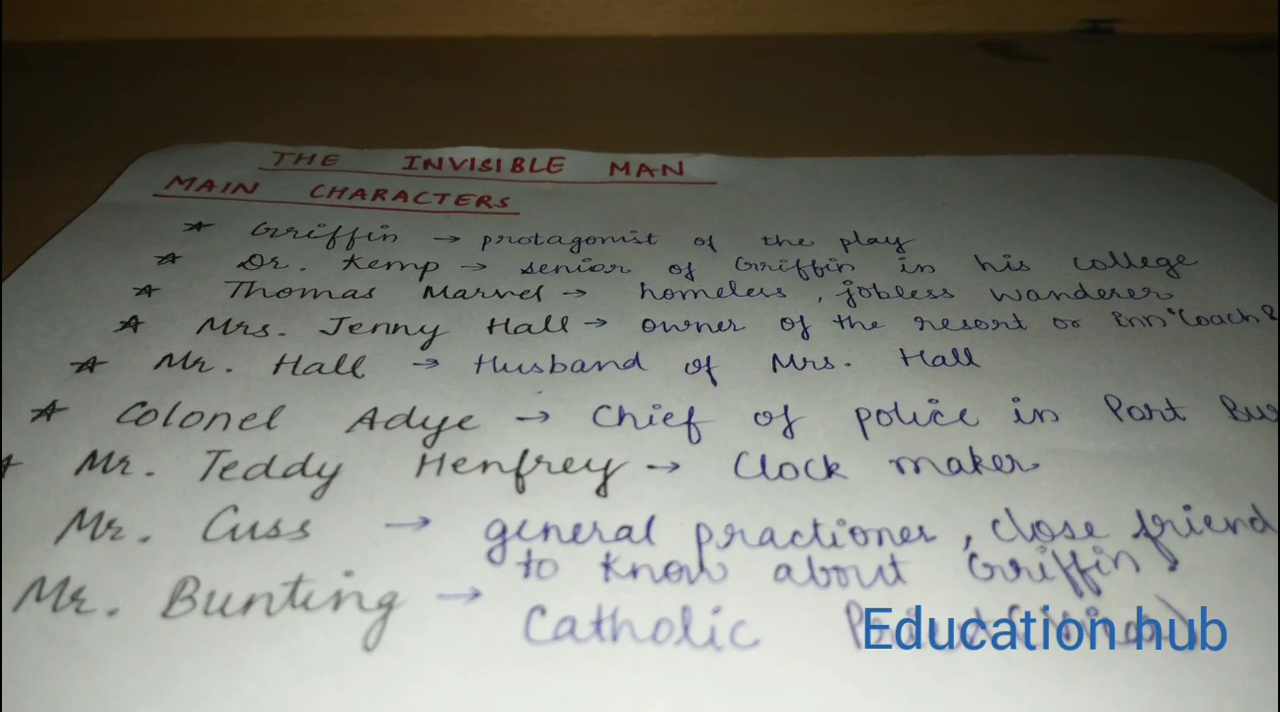 THE INVISIBLE MAN
MAIN CHARACTERS
Griffin → protagonist of the play
Dr. Kemp → senior of Griffin in his college
Thomas Marvel → homeless, jobless wanderer
Mrs. Jenny Hall → owner of the resort or Inn "Coach &
Mr. Hall → Husband of Mrs. Hall
Colonel Adye → Chief of police in Port Bur
Mr. Teddy Henfrey → Clock maker
Mr. Cuss → general practioner, close friend
to know about Griffin
Mr. Bunting → Catholic
Education hub